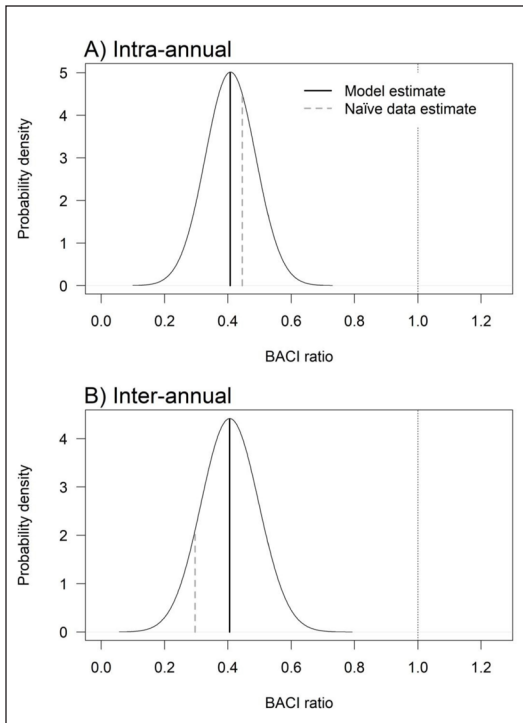 A) Intra-annual
Probability density
5
4
3
2
1
0
Model estimate
Naïve data estimate
0.0 0.2 0.4 0.6 0.8 1.0 1.2
BACI ratio
B) Inter-annual
Probability density
4
3
2
1
0
0.0 0.2 0.4 0.6 0.8 1.0 1.2
BACI ratio